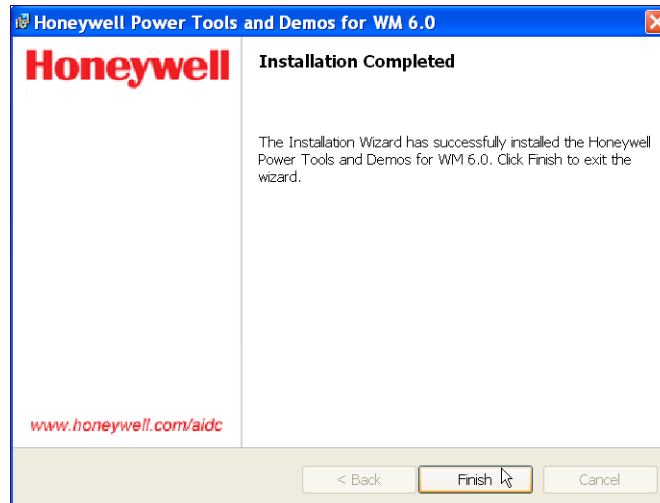 Honeywell Power Tools and Demos for WM 6.0
Honeywell
Installation Completed
The Installation Wizard has successfully installed the Honeywell
Power Tools and Demos for WM 6.0. Click Finish to exit the
wizard.
www.honeywell.com/aidc
< Back
Finish
Cancel